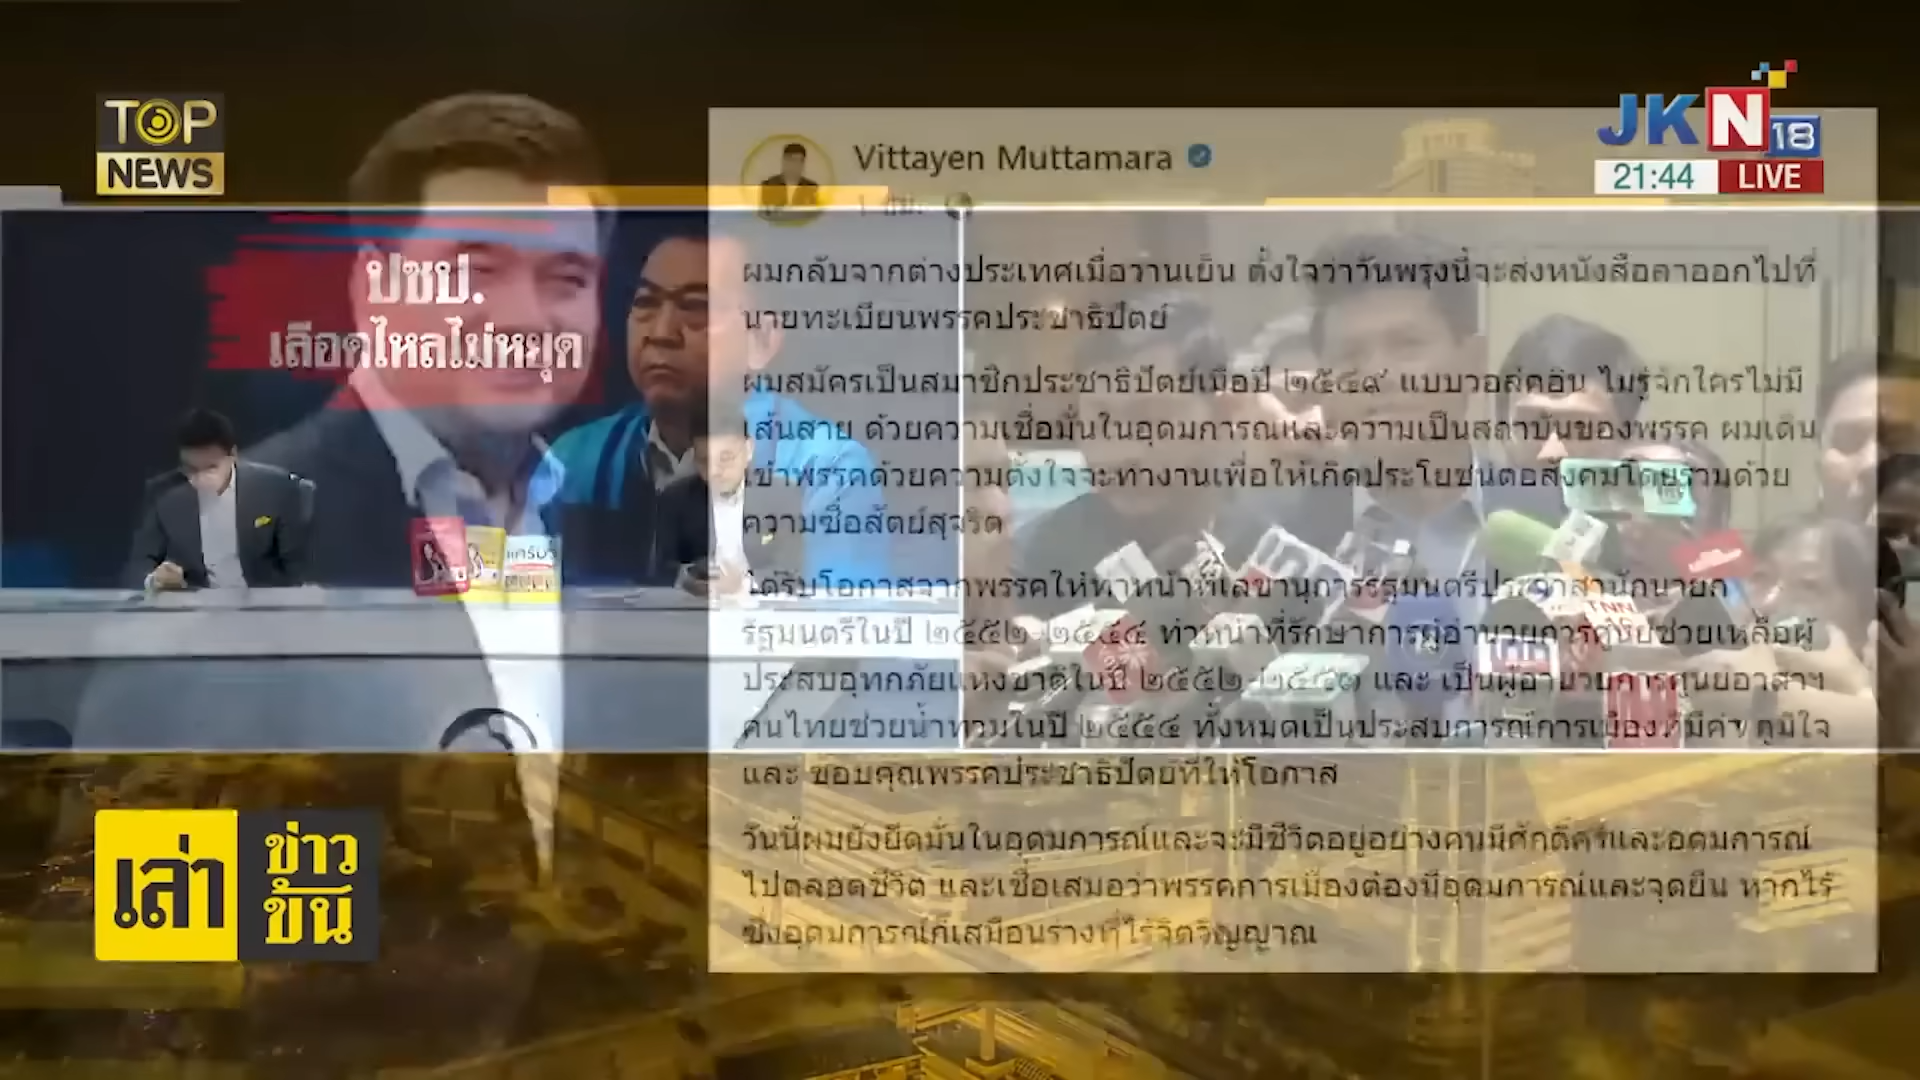 TOP
NEWS
JKN18
21:44 LIVE
ปชป.
เลือดไหลไม่หยุด
Vittayen Muttamara
1 ชม.
ผมกลับจากต่างประเทศเมื่อวานเย็น ตั้งใจว่าวันพรุ่งนี้จะส่งหนังสือลาออกไปที่
นายทะเบียนพรรคประชาธิปัตย์
ผมสมัครเป็นสมาชิกประชาธิปัตย์เมื่อปี ๒๕๔๙ แบบวอล์คอิน ไม่รู้จักใครไม่มี
เส้นสาย ด้วยความเชื่อมั่นในอุดมการณ์และความเป็นสถาบันของพรรค ผมเดิน
เข้าพรรคด้วยความตั้งใจจะทำงานเพื่อให้เกิดประโยชน์ต่อสังคมโดยรวมด้วย
ความซื่อสัตย์สุจริต
ได้รับโอกาสจากพรรคให้ทำหน้าที่เลขานุการรัฐมนตรีประจำสำนักนายก
รัฐมนตรีในปี ๒๕๕๒-๒๕๕๔ ทำหน้าที่รักษาการผู้อำนวยการศูนย์ช่วยเหลือผู้
ประสบอุทกภัยแห่งชาติในปี ๒๕๕๒-๒๕๕๓ และ เป็นผู้อำนวยการศูนย์อาสาฯ
คนไทยช่วยน้ำท่วมในปี ๒๕๕๔ ทั้งหมดเป็นประสบการณ์การเมืองที่มีค่า ภูมิใจ
และ ขอบคุณพรรคประชาธิปัตย์ที่ให้โอกาส
วันนี้ผมยังยึดมั่นในอุดมการณ์และจะมีชีวิตอยู่อย่างคนมีศักดิ์ศรีและอุดมการณ์
ไปตลอดชีวิต และเชื่อเสมอว่าพรรคการเมืองต้องมีอุดมการณ์และจุดยืน หากไร้
ซึ่งอุดมการณ์ก็เสมือนร่างที่ไร้จิตวิญญาณ
TNN
เล่า
ข่าว
ข้น